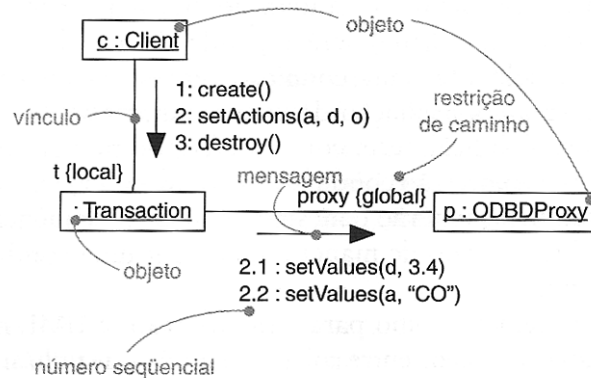 c : Client
objeto
1: create()
2: setActions(a, d, o)
3: destroy()
vínculo
restrição
de caminho
t {local}
mensagem
proxy {global}
: Transaction
p : ODBDProxy
objeto
2.1 : setValues(d, 3.4)
2.2 : setValues(a, “CO”)
número seqüencial